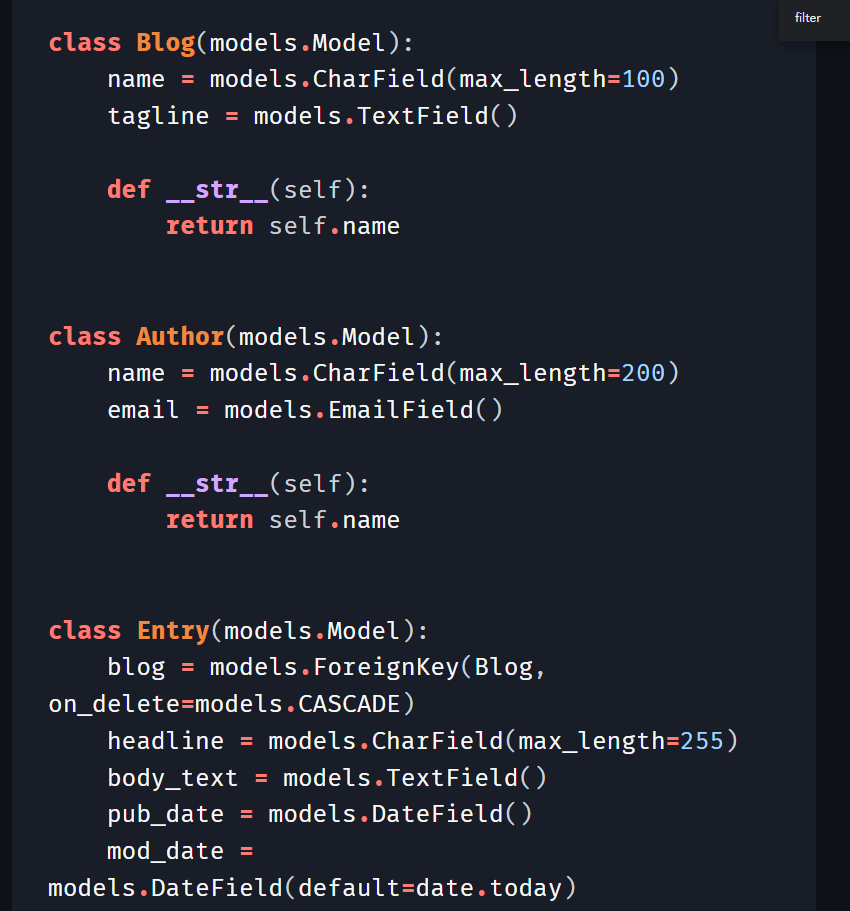 filter
class Blog(models.Model):
    name = models.CharField(max_length=100)
    tagline = models.TextField()

    def __str__(self):
        return self.name


class Author(models.Model):
    name = models.CharField(max_length=200)
    email = models.EmailField()

    def __str__(self):
        return self.name


class Entry(models.Model):
    blog = models.ForeignKey(Blog,
on_delete=models.CASCADE)
    headline = models.CharField(max_length=255)
    body_text = models.TextField()
    pub_date = models.DateField()
    mod_date =
models.DateField(default=date.today)